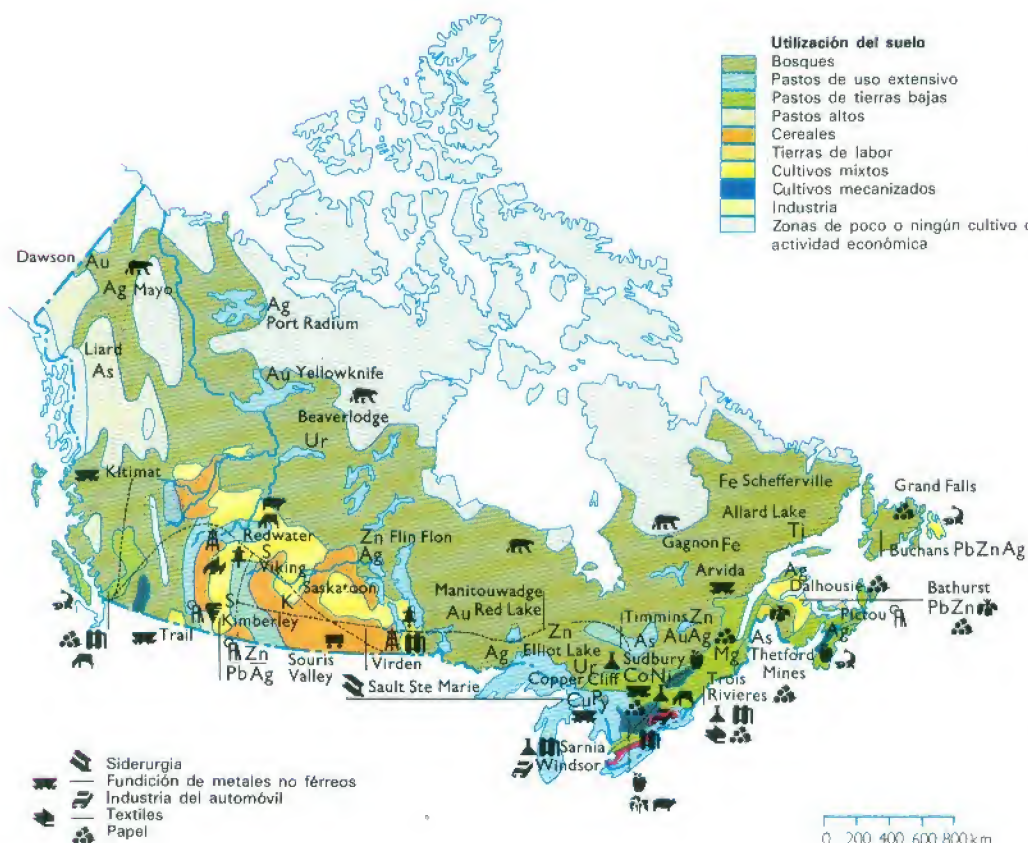 Utilización del suelo
Bosques
Pastos de uso extensivo
Pastos de tierras bajas
Pastos altos
Cereales
Tierras de labor
Cultivos mixtos
Cultivos mecanizados
Industria
Zonas de poco o ningún cultivo o
actividad económica
Dawson Au
Ag Mayo
Ag
Port Radium
Liard
As
Au Yellowknife
Beaverlodge
Ur
Kitimat
Fe Schefferville
Grand Falls
Allard Lake
Ti
Redwater
Zn Flin Flon
Ag
S
Viking
Gagnon Fe
Buchans Pb Zn Ag
Saskatoon
K
Arvida
Ag
Dalhousie
Bathurst
Pb Zn
Manitouwadge
Au Red Lake
Timmins Zn
Pictou
S
Kimberley
Zn
As
Au Ag
As
Ag
Trail
Zn
Pb Ag
Souris
Valley
Virden
Ag
Elliot Lake
Ur
Sudbury
Mg
Thetford
Mines
Copper Cliff Co Ni
Trois
Rivieres
Sault Ste Marie
Cu Py
Sarnia
Windsor
Siderurgia
Fundición de metales no férreos
Industria del automóvil
Textiles
Papel
0 200 400 600 800 km